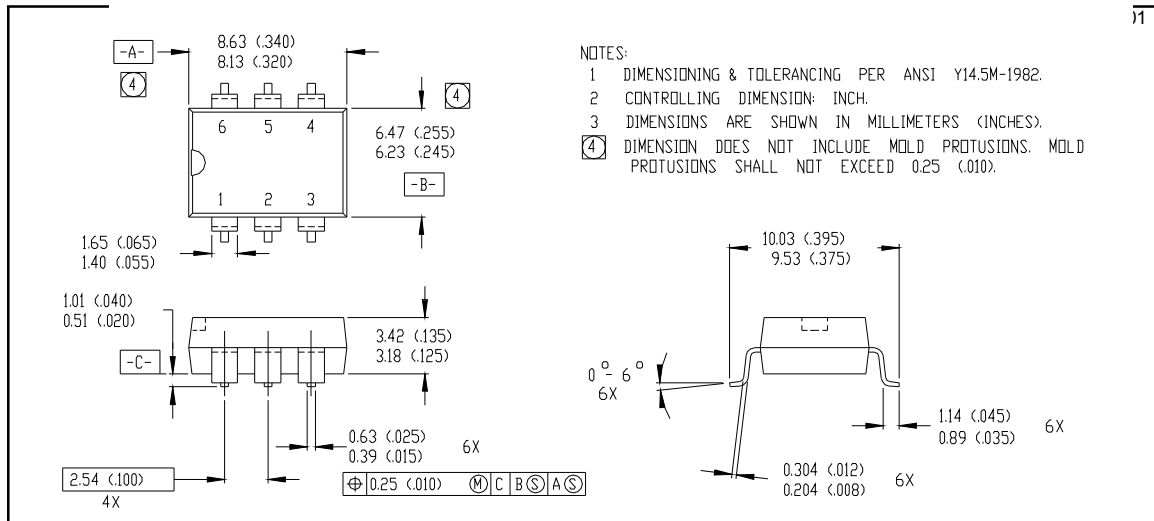 01
8.63 (.340)
8.13 (.320)
-A-
4
4
6 5 4
1 2 3
6.47 (.255)
6.23 (.245)
-B-
1.65 (.065)
1.40 (.055)
NOTES:
1 DIMENSIONING & TOLERANCING PER ANSI Y14.5M-1982.
2 CONTROLLING DIMENSION: INCH.
3 DIMENSIONS ARE SHOWN IN MILLIMETERS (INCHES).
4 DIMENSION DOES NOT INCLUDE MOLD PROTUSIONS. MOLD
PROTUSIONS SHALL NOT EXCEED 0.25 (.010).
1.01 (.040)
0.51 (.020)
-C-
3.42 (.135)
3.18 (.125)
0.63 (.025)
0.39 (.015)
6X
2.54 (.100)
4X
⌖ 0.25 (.010) Ⓜ C B Ⓢ A Ⓢ
10.03 (.395)
9.53 (.375)
0° - 6°
6X
1.14 (.045)
0.89 (.035)
6X
0.304 (.012)
0.204 (.008)
6X